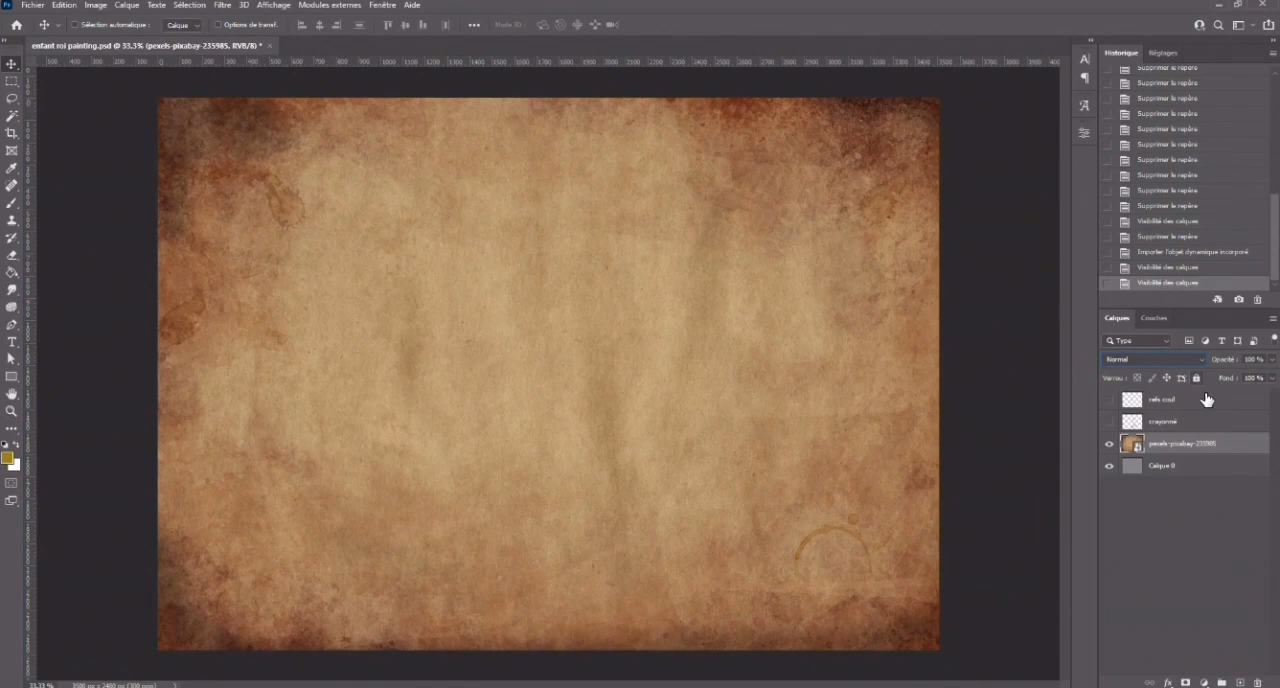 Ps Fichier Edition Image Calque Texte Sélection Filtre 3D Affichage Modules externes Fenêtre Aide
Sélection automatique : Calque Options de transf. Mode 3D :
enfant roi painting.psd @ 33,3% (pexels-pixabay-235985, RVB/8) *
Historique Réglages
Supprimer le repère
Supprimer le repère
Supprimer le repère
Supprimer le repère
Supprimer le repère
Supprimer le repère
Supprimer le repère
Supprimer le repère
Supprimer le repère
Supprimer le repère
Visibilité des calques
Supprimer le repère
Importer l'objet dynamique incorporé
Visibilité des calques
Visibilité des calques
Calques Couches
Type
Normal Opacité : 100 %
Verrou : Fond : 100 %
crayonné
pexels-pixabay-235985
Calque 0
33,33 %